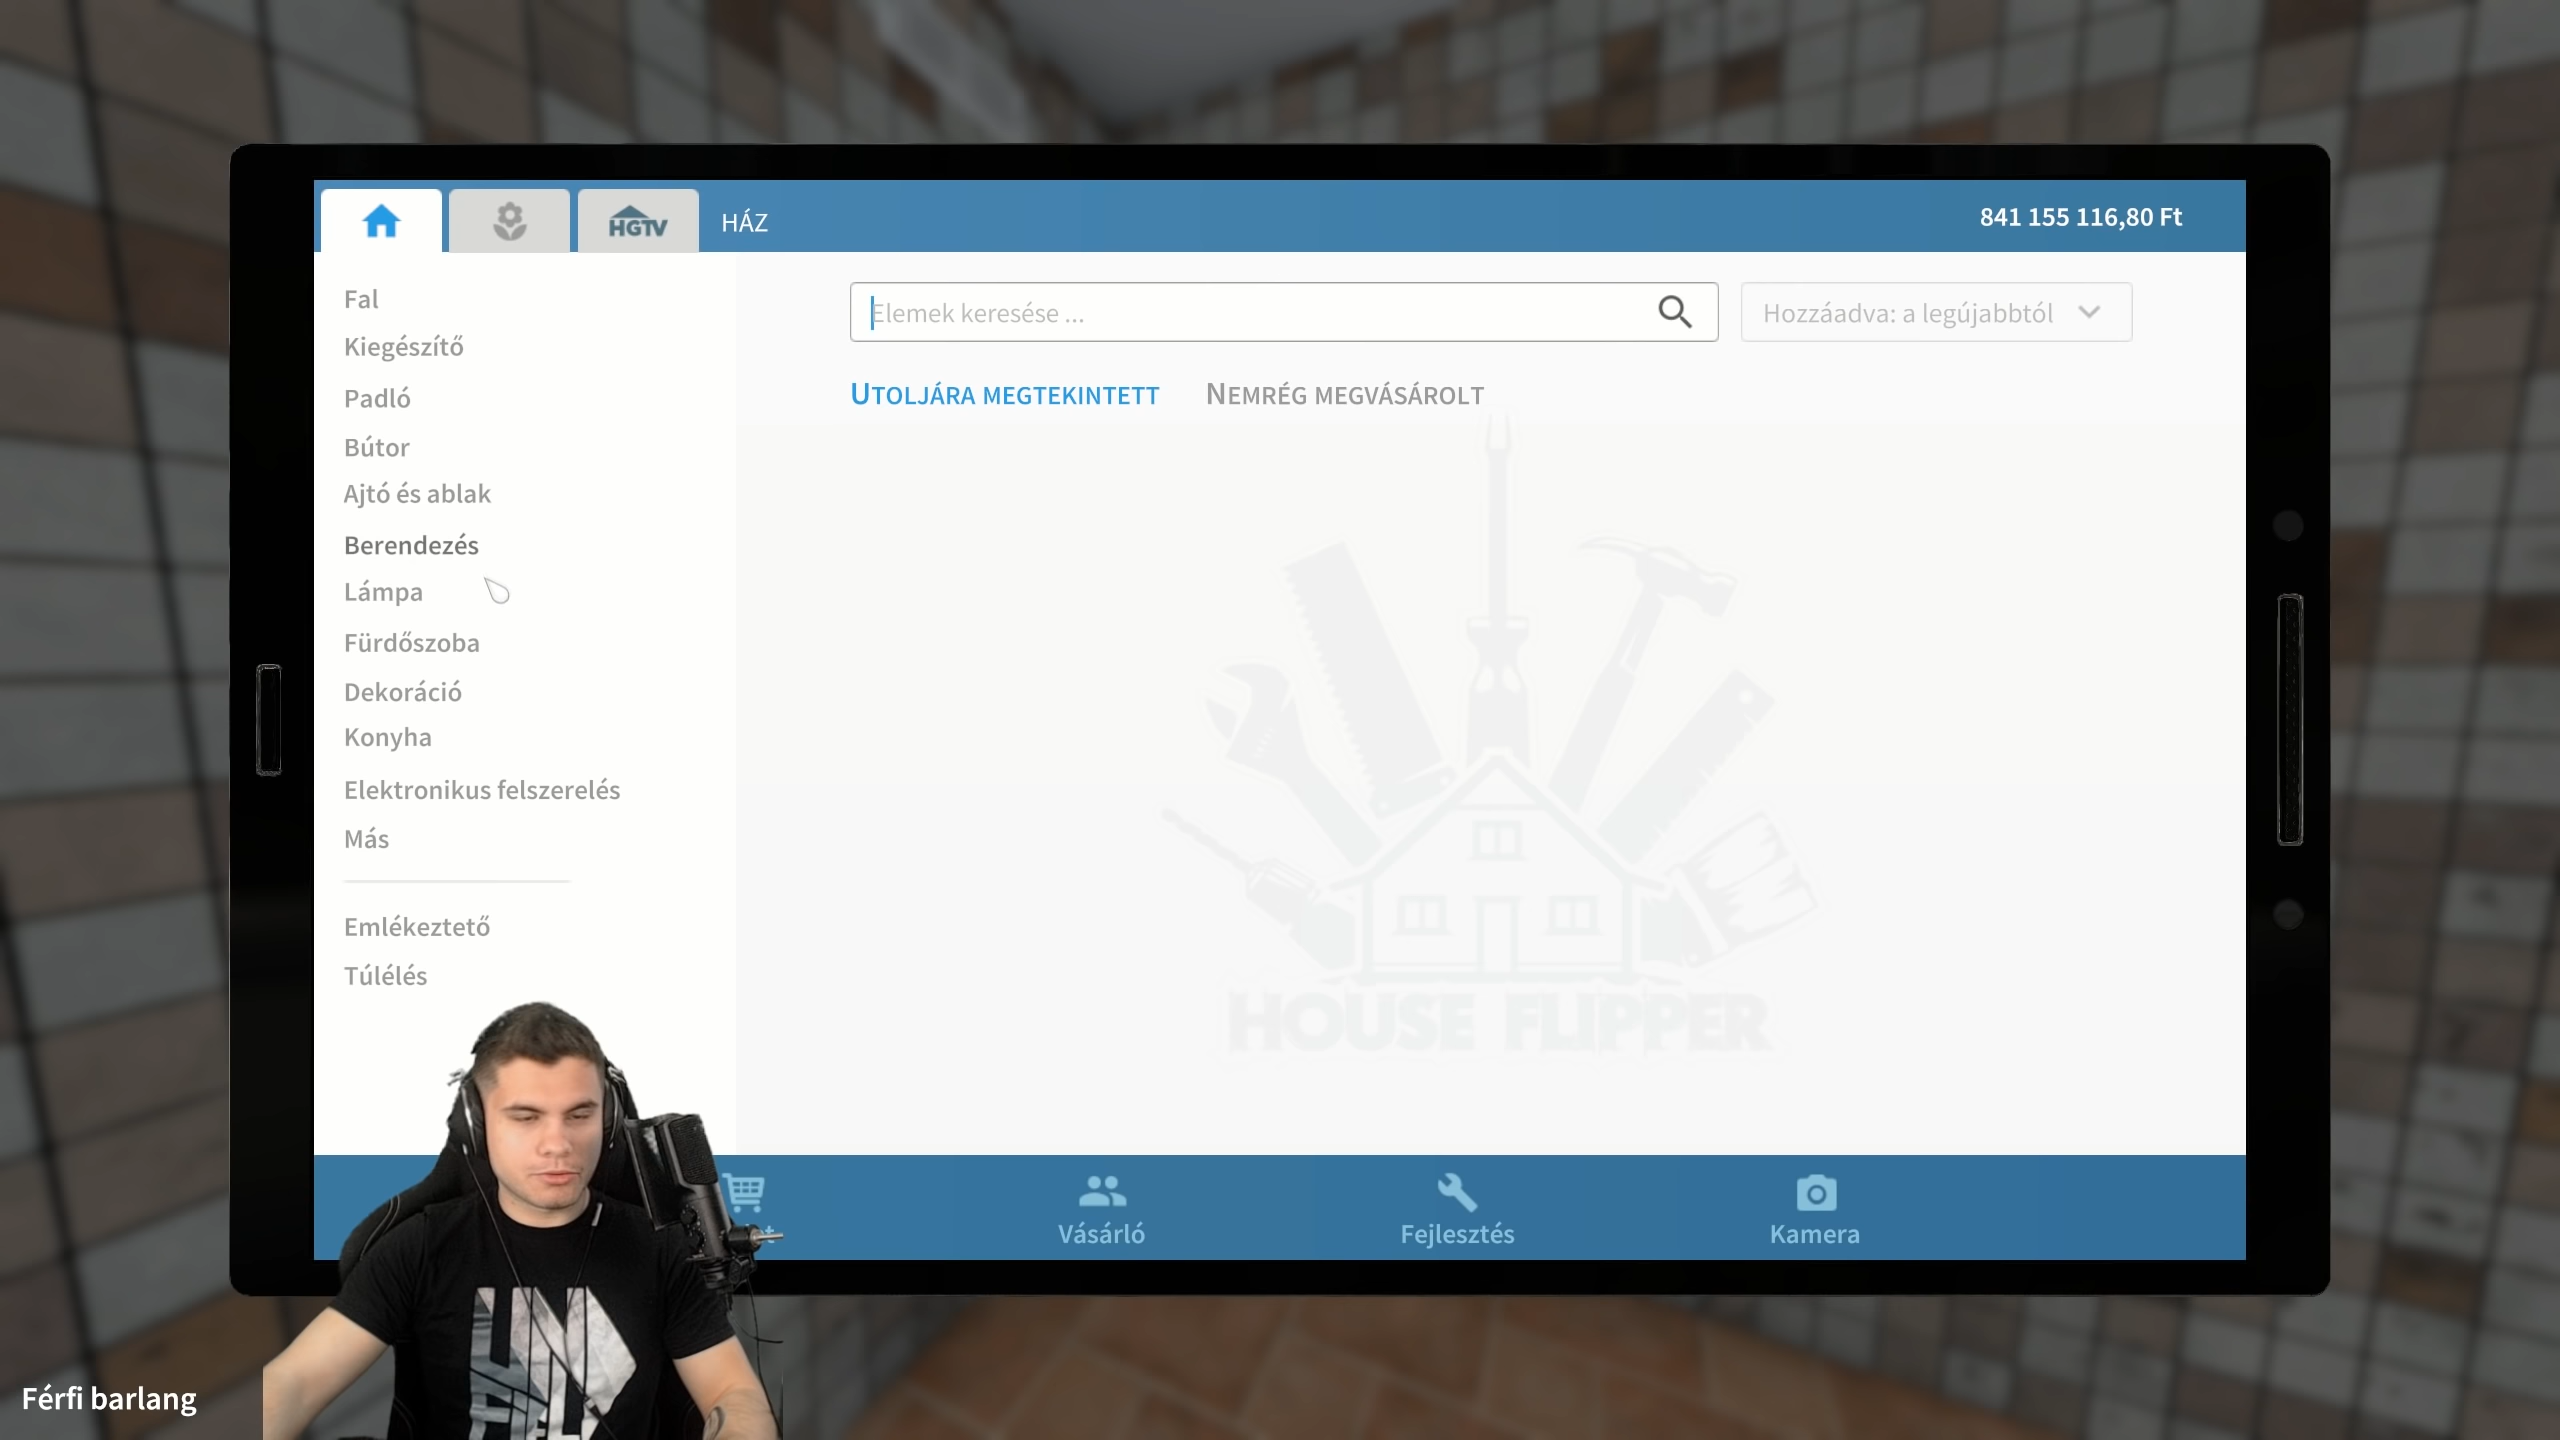 HGTV
HÁZ
841 155 116,80 Ft
Fal
Kiegészítő
Padló
Bútor
Ajtó és ablak
Berendezés
Lámpa
Fürdőszoba
Dekoráció
Konyha
Elektronikus felszerelés
Más
Emlékeztető
Túlélés
Elemek keresése ...
Hozzáadva: a legújabbtól
UTOLJÁRA MEGTEKINTETT
NEMRÉG MEGVÁSÁROLT
HOUSE FLIPPER
Vásárló
Fejlesztés
Kamera
Férfi barlang